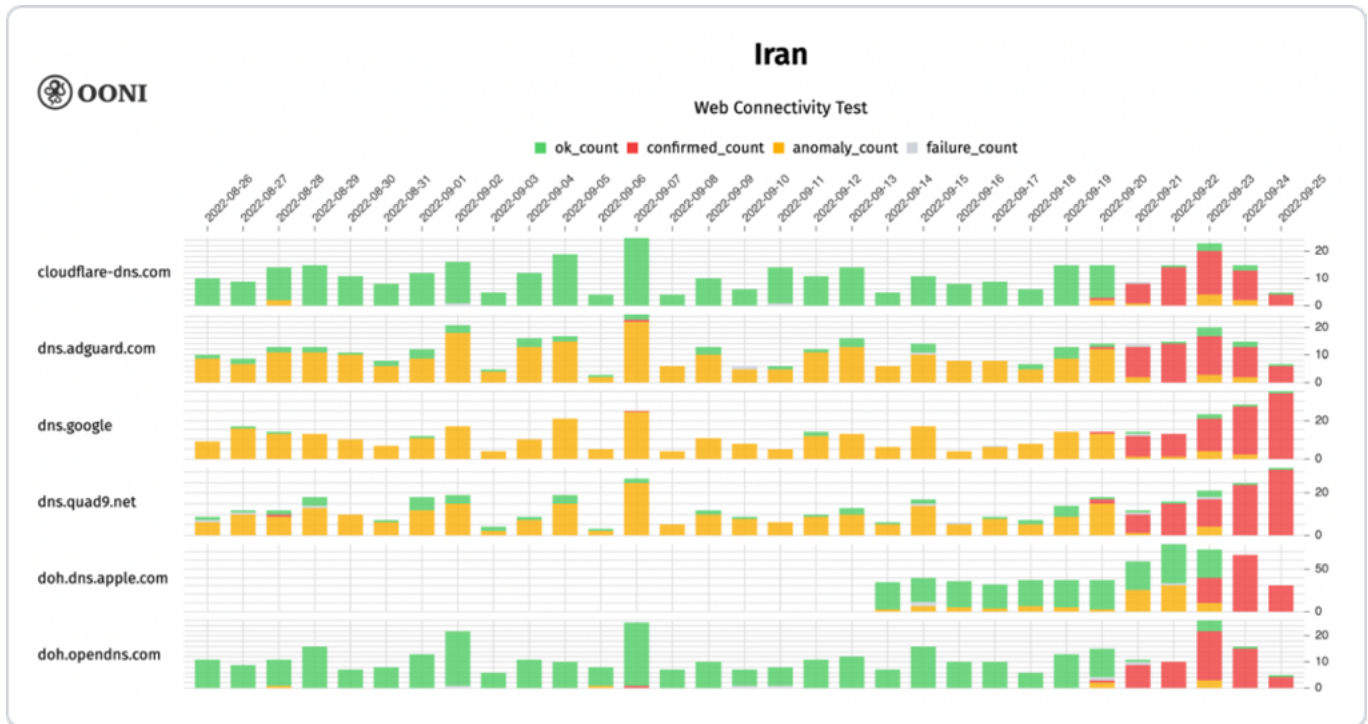 Iran
OONI
Web Connectivity Test
ok_count confirmed_count anomaly_count failure_count
2022-08-26 2022-08-27 2022-08-28 2022-08-29 2022-08-30 2022-08-31 2022-09-01 2022-09-02 2022-09-03 2022-09-04 2022-09-05 2022-09-06 2022-09-07 2022-09-08 2022-09-09 2022-09-10 2022-09-11 2022-09-12 2022-09-13 2022-09-14 2022-09-15 2022-09-16 2022-09-17 2022-09-18 2022-09-19 2022-09-20 2022-09-21 2022-09-22 2022-09-23 2022-09-24 2022-09-25
20
cloudflare-dns.com 10
0
20
dns.adguard.com 10
0
dns.google 20
0
dns.quad9.net 20
0
50
doh.dns.apple.com
0
20
doh.opendns.com 10
0